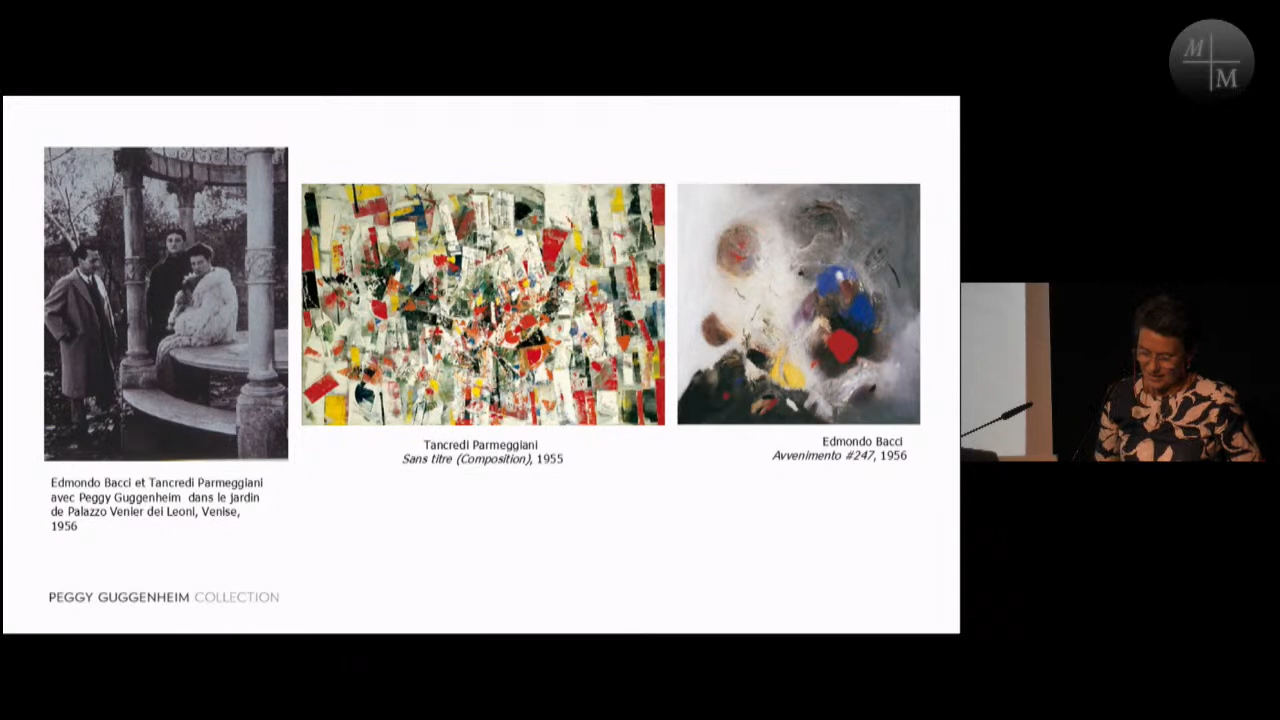 M
M
Edmondo Bacci et Tancredi Parmeggiani
avec Peggy Guggenheim dans le jardin
de Palazzo Venier dei Leoni, Venise,
1956
Tancredi Parmeggiani
Sans titre (Composition), 1955
Edmondo Bacci
Avvenimento #247, 1956
PEGGY GUGGENHEIM COLLECTION